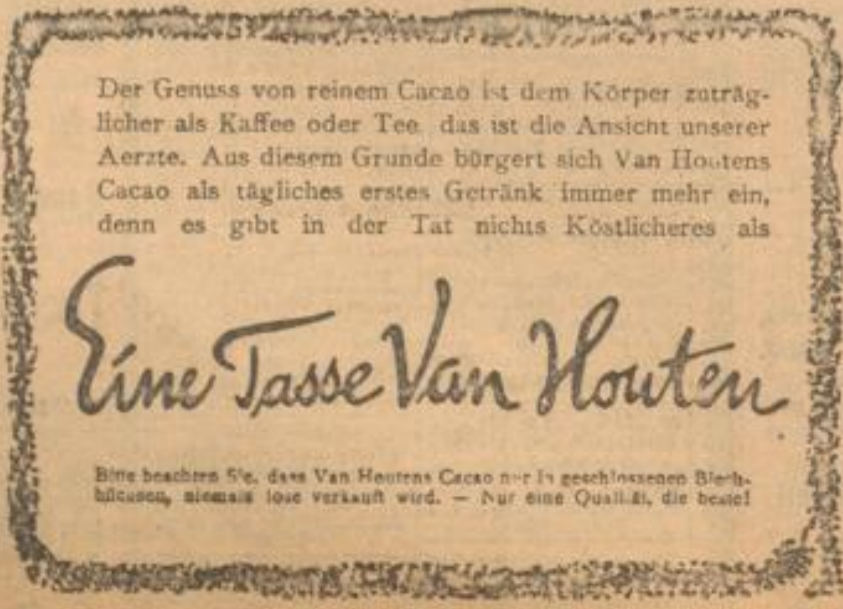 Der Genuss von reinem Cacao ist dem Körper zuträg-
licher als Kaffee oder Tee, das ist die Ansicht unserer
Aerzte. Aus diesem Grunde bürgert sich Van Houtens
Cacao als tägliches erstes Getränk immer mehr ein,
denn es gibt in der Tat nichts Köstlicheres als
Eine Tasse Van Houten
Bitte beachten Sie, dass Van Houtens Cacao nur in geschlossenen Blech-
büchsen, niemals lose verkauft wird. — Nur eine Qualität, die beste!